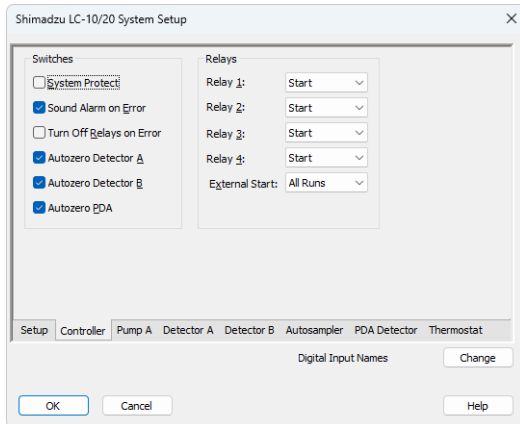 Shimadzu LC-10/20 System Setup
Switches
System Protect
Sound Alarm on Error
Turn Off Relays on Error
Autozero Detector A
Autozero Detector B
Autozero PDA
Relays
Relay 1: Start
Relay 2: Start
Relay 3: Start
Relay 4: Start
External Start: All Runs
Setup Controller Pump A Detector A Detector B Autosampler PDA Detector Thermostat
Digital Input Names Change
OK Cancel Help